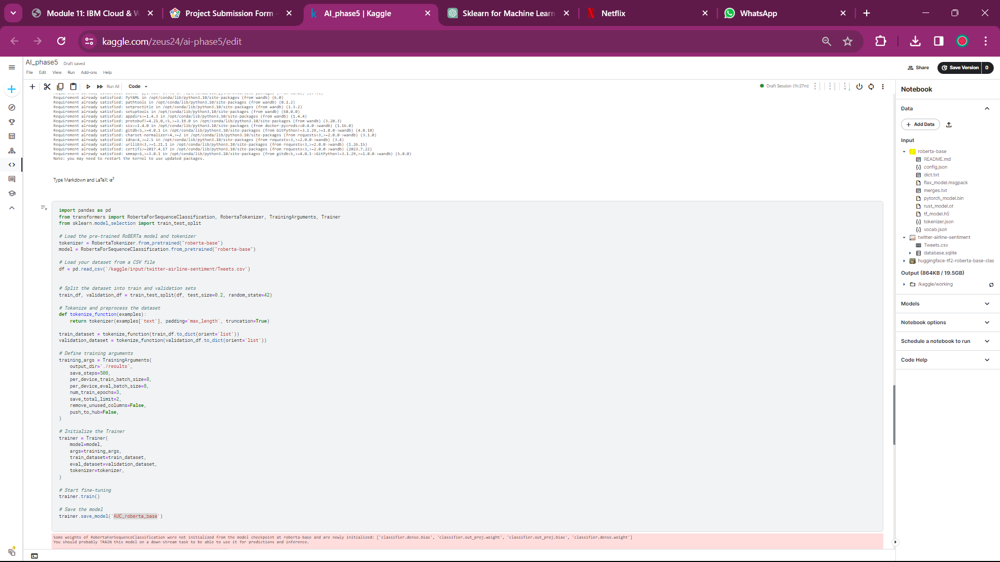 Module 11: IBM Cloud & W
Project Submission Form -
AI_phase5 | Kaggle
Sklearn for Machine Learn
Netflix
WhatsApp
kaggle.com/zeus24/ai-phase5/edit
AI_phase5 Draft saved
File Edit View Run Add-ons Help
Share
Save Version 0
Run All Code
Draft Session (1h:27m)
Requirement already satisfied: PyYAML in /opt/conda/lib/python3.10/site-packages (from wandb) (6.0)
Requirement already satisfied: pathtools in /opt/conda/lib/python3.10/site-packages (from wandb) (0.1.2)
Requirement already satisfied: setproctitle in /opt/conda/lib/python3.10/site-packages (from wandb) (1.3.2)
Requirement already satisfied: setuptools in /opt/conda/lib/python3.10/site-packages (from wandb) (68.0.0)
Requirement already satisfied: appdirs>=1.4.3 in /opt/conda/lib/python3.10/site-packages (from wandb) (1.4.4)
Requirement already satisfied: protobuf!=4.21.0,<5,>=3.19.0 in /opt/conda/lib/python3.10/site-packages (from wandb) (3.20.3)
Requirement already satisfied: six>=1.4.0 in /opt/conda/lib/python3.10/site-packages (from docker-pycreds>=0.4.0->wandb) (1.16.0)
Requirement already satisfied: gitdb<5,>=4.0.1 in /opt/conda/lib/python3.10/site-packages (from GitPython!=3.1.29,>=1.0.0->wandb) (4.0.10)
Requirement already satisfied: charset-normalizer<4,>=2 in /opt/conda/lib/python3.10/site-packages (from requests<3,>=2.0.0->wandb) (3.1.0)
Requirement already satisfied: idna<4,>=2.5 in /opt/conda/lib/python3.10/site-packages (from requests<3,>=2.0.0->wandb) (3.4)
Requirement already satisfied: urllib3<3,>=1.21.1 in /opt/conda/lib/python3.10/site-packages (from requests<3,>=2.0.0->wandb) (1.26.15)
Requirement already satisfied: certifi>=2017.4.17 in /opt/conda/lib/python3.10/site-packages (from requests<3,>=2.0.0->wandb) (2023.7.22)
Requirement already satisfied: smmap<6,>=3.0.1 in /opt/conda/lib/python3.10/site-packages (from gitdb<5,>=4.0.1->GitPython!=3.1.29,>=1.0.0->wandb) (5.0.0)
Note: you may need to restart the kernel to use updated packages.
Type Markdown and LaTeX: α²
import pandas as pd
from transformers import RobertaForSequenceClassification, RobertaTokenizer, TrainingArguments, Trainer
from sklearn.model_selection import train_test_split
# Load the pre-trained RoBERTa model and tokenizer
tokenizer = RobertaTokenizer.from_pretrained("roberta-base")
model = RobertaForSequenceClassification.from_pretrained("roberta-base")
# Load your dataset from a CSV file
df = pd.read_csv('/kaggle/input/twitter-airline-sentiment/Tweets.csv')
# Split the dataset into train and validation sets
train_df, validation_df = train_test_split(df, test_size=0.2, random_state=42)
# Tokenize and preprocess the dataset
def tokenize_function(examples):
return tokenizer(examples['text'], padding='max_length', truncation=True)
train_dataset = tokenize_function(train_df.to_dict(orient='list'))
validation_dataset = tokenize_function(validation_df.to_dict(orient='list'))
# Define training arguments
training_args = TrainingArguments(
output_dir='./results',
save_steps=500,
per_device_train_batch_size=8,
per_device_eval_batch_size=8,
num_train_epochs=3,
save_total_limit=2,
remove_unused_columns=False,
push_to_hub=False,
)
# Initialize the Trainer
trainer = Trainer(
model=model,
args=training_args,
train_dataset=train_dataset,
eval_dataset=validation_dataset,
tokenizer=tokenizer,
)
# Start fine-tuning
trainer.train()
# Save the model
trainer.save_model('AUC_roberta_base')
Some weights of RobertaForSequenceClassification were not initialized from the model checkpoint at roberta-base and are newly initialized: ['classifier.dense.bias', 'classifier.out_proj.weight', 'classifier.out_proj.bias', 'classifier.dense.weight']
You should probably TRAIN this model on a down-stream task to be able to use it for predictions and inference.
Notebook
Data
+ Add Data
Input
roberta-base
README.md
config.json
dict.txt
flax_model.msgpack
merges.txt
pytorch_model.bin
rust_model.ot
tf_model.h5
tokenizer.json
vocab.json
twitter-airline-sentiment
Tweets.csv
database.sqlite
huggingface-tf2-roberta-base-clas
Output (864KB / 19.5GB)
/kaggle/working
Models
Notebook options
Schedule a notebook to run
Code Help